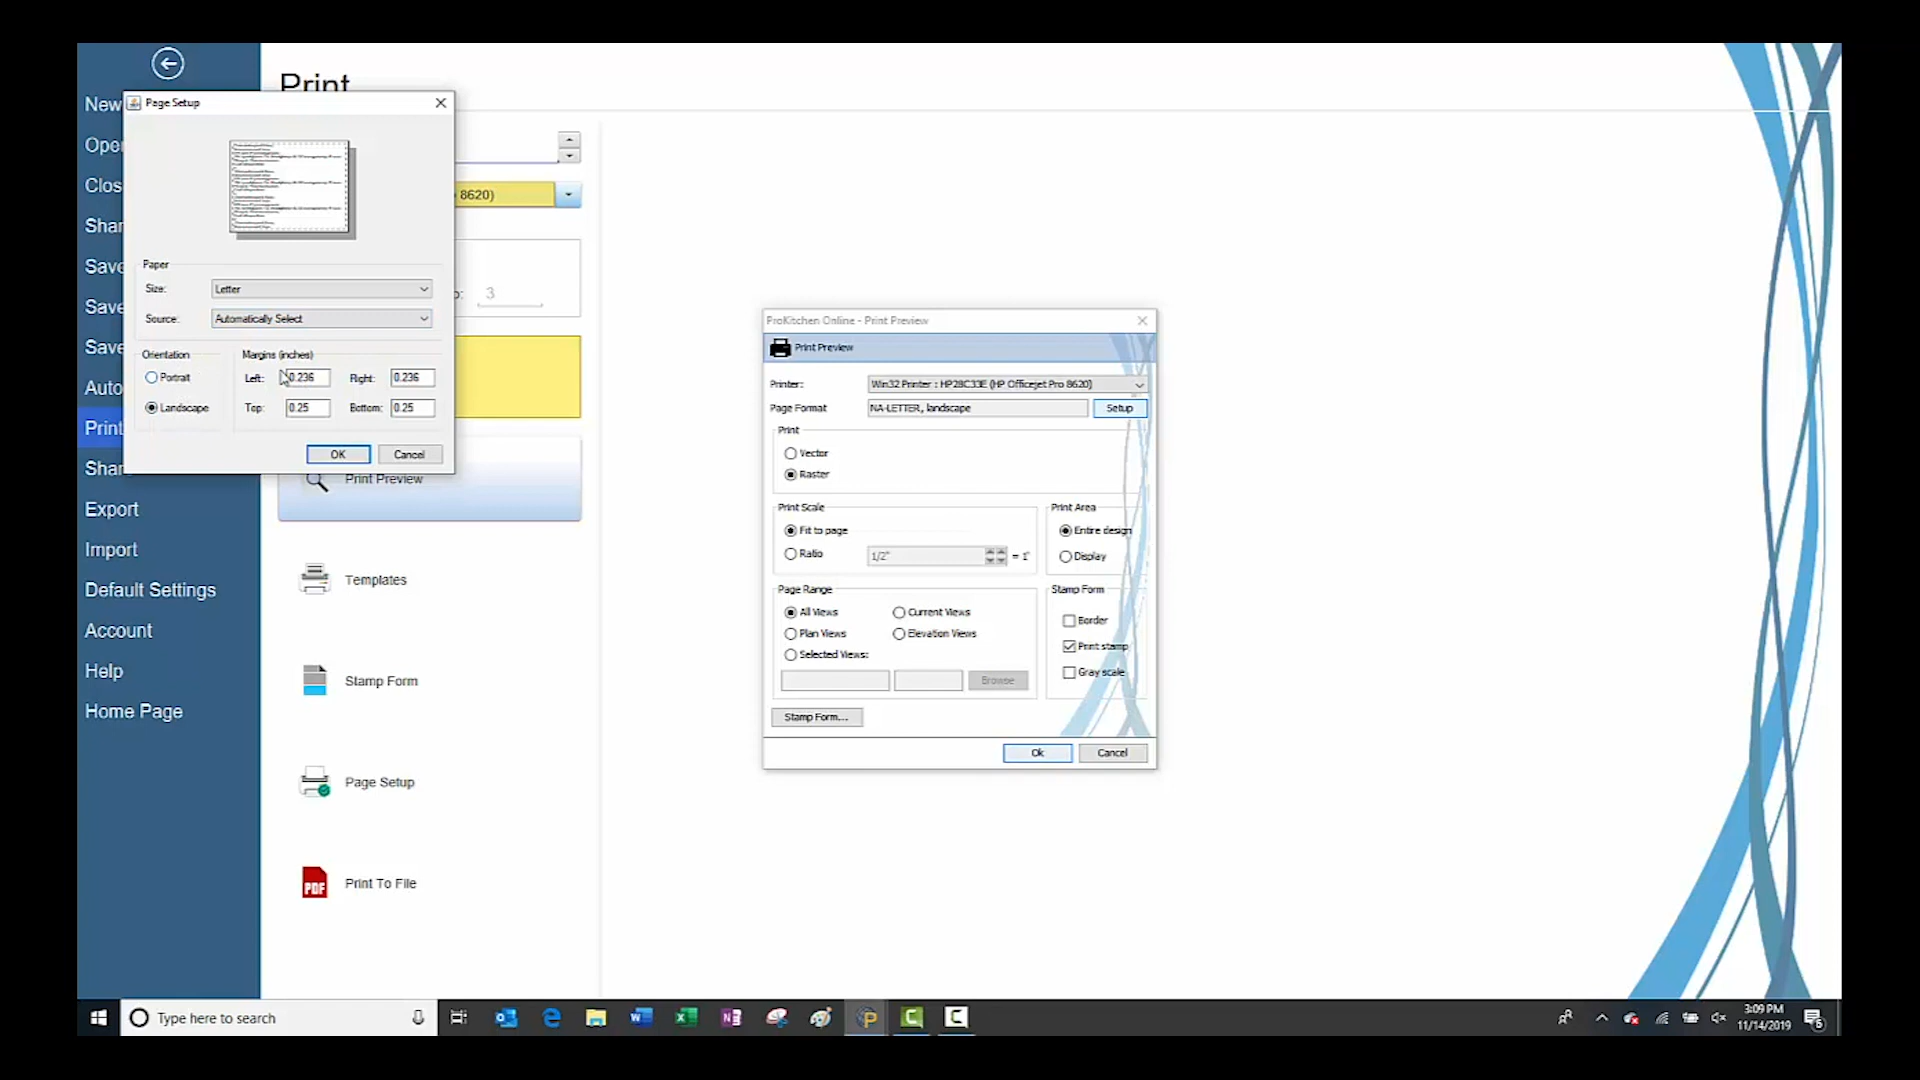 Print
New
Oper
Clos
Shar
Save
Save
Save
Auto
Print
Shar
Export
Import
Default Settings
Account
Help
Home Page
Page Setup
Paper
Size: Letter
Source: Automatically Select
Orientation
Portrait
Landscape
Margins (inches)
Left: 0.236 Right: 0.236
Top: 0.25 Bottom: 0.25
OK Cancel
8620)
3
Print Preview
Templates
Stamp Form
Page Setup
PDF Print To File
ProKitchen Online - Print Preview
Print Preview
Printer: Win32 Printer : HP28C33E (HP Officejet Pro 8620)
Page Format NA-LETTER, landscape Setup
Print
Vector
Raster
Print Scale
Fit to page
Ratio 1/2" = 1'
Print Area
Entire design
Display
Page Range
All Views Current Views
Plan Views Elevation Views
Selected Views:
Browse
Stamp Form
Border
Print stamp
Gray scale
Stamp Form...
Ok Cancel
Type here to search
3:09 PM
11/14/2019
6